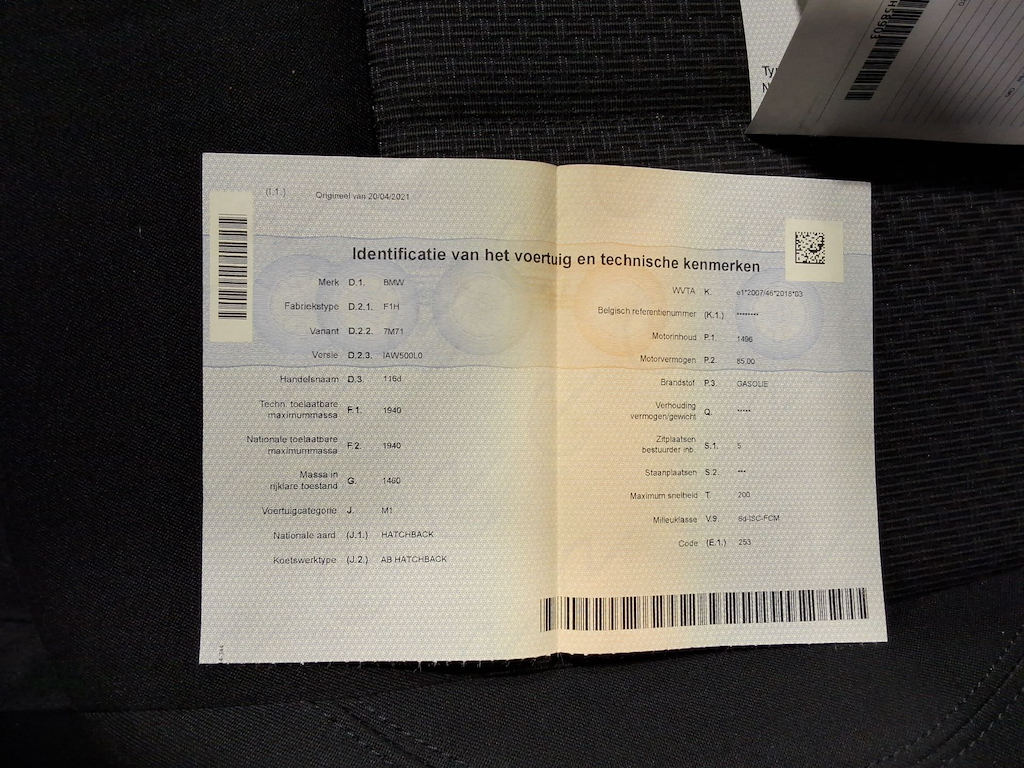 (I.1.) Origineel van 20/04/2021
Identificatie van het voertuig en technische kenmerken
Merk D.1. BMW
Fabriekstype D.2.1. F1H
Variant D.2.2. 7M71
Versie D.2.3. IAW500L0
Handelsnaam D.3. 116d
Techn. toelaatbare
maximummassa F.1. 1940
Nationale toelaatbare
maximummassa F.2. 1940
Massa in
rijklare toestand G. 1460
Voertuigcategorie J. M1
Nationale aard (J.1.) HATCHBACK
Koetswerktype (J.2.) AB HATCHBACK
WVTA K. e1*2007/46*2018*03
Belgisch referentienummer (K.1.) ********
Motorinhoud P.1. 1496
Motorvermogen P.2. 85,00
Brandstof P.3. GASOLIE
Verhouding
vermogen/gewicht Q. *****
Zitplaatsen
bestuurder inb. S.1. 5
Staanplaatsen S.2. ***
Maximum snelheid T. 200
Milieuklasse V.9. 6d-ISC-FCM
Code (E.1.) 253